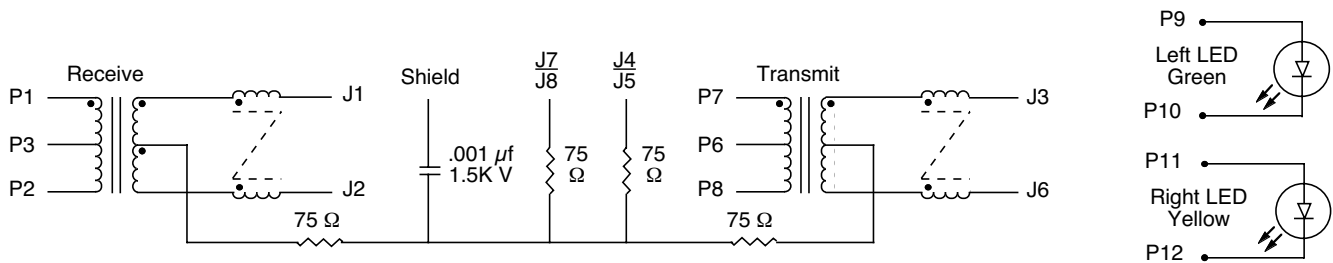 Receive
P1
P3
P2
J1
J2
75 Ω
Shield
.001 µf
1.5K V
J7
J8
75
Ω
J4
J5
75
Ω
Transmit
P7
P6
P8
75 Ω
J3
J6
P9
Left LED
Green
P10
P11
Right LED
Yellow
P12